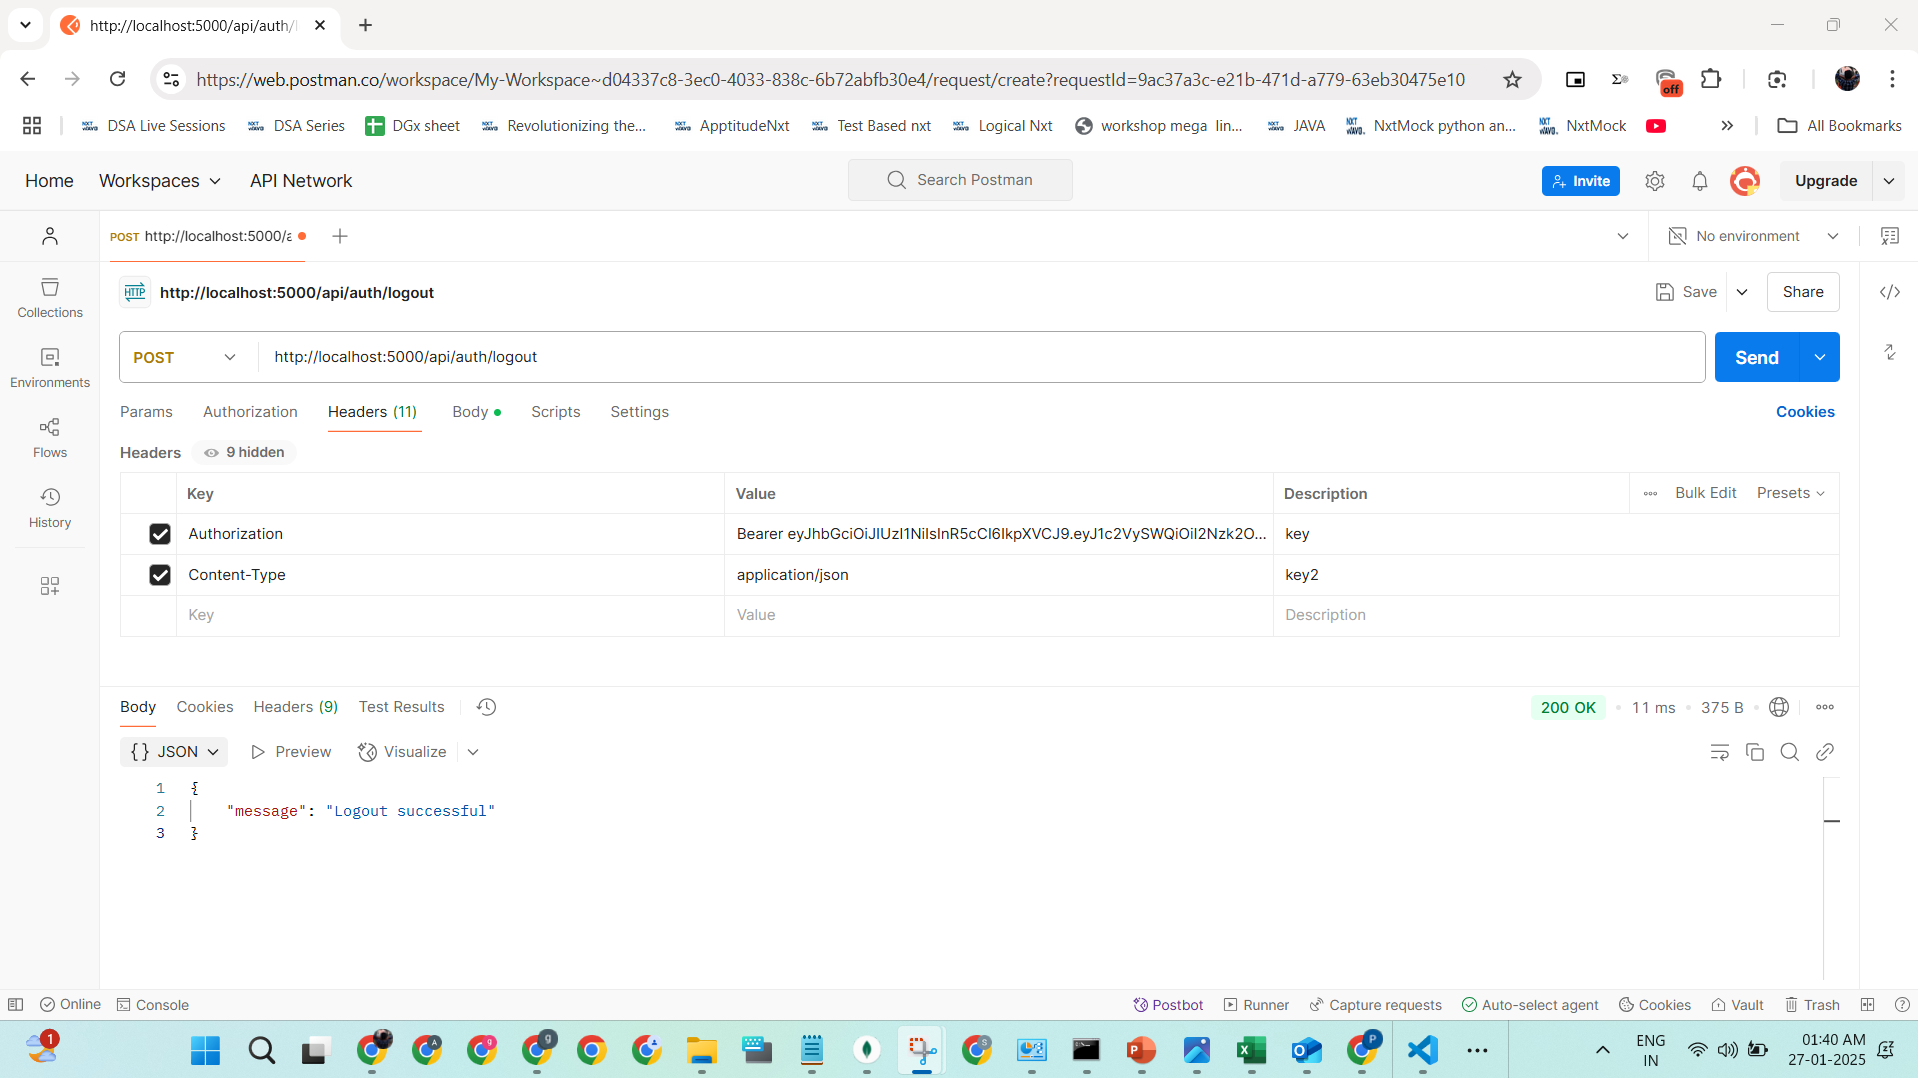 http://localhost:5000/api/auth/l
https://web.postman.co/workspace/My-Workspace~d04337c8-3ec0-4033-838c-6b72abfb30e4/request/create?requestId=9ac37a3c-e21b-471d-a779-63eb30475e10
off
DSA Live Sessions DSA Series DGx sheet Revolutionizing the... ApptitudeNxt Test Based nxt Logical Nxt workshop mega lin... JAVA NxtMock python an... NxtMock All Bookmarks
Home Workspaces API Network Search Postman Invite Upgrade
POST http://localhost:5000/a No environment
HTTP http://localhost:5000/api/auth/logout Save Share
Collections
POST http://localhost:5000/api/auth/logout Send
Environments
Params Authorization Headers (11) Body Scripts Settings Cookies
Flows
Headers 9 hidden
Key Value Description Bulk Edit Presets
History
Authorization Bearer eyJhbGciOiJIUzI1NiIsInR5cCI6IkpXVCJ9.eyJ1c2VySWQiOiI2Nzk2O... key
Content-Type application/json key2
Key Value Description
Body Cookies Headers (9) Test Results 200 OK 11 ms 375 B
{} JSON Preview Visualize
1 {
2 "message": "Logout successful"
3 }
Online Console Postbot Runner Capture requests Auto-select agent Cookies Vault Trash
1 ENG 01:40 AM
IN 27-01-2025